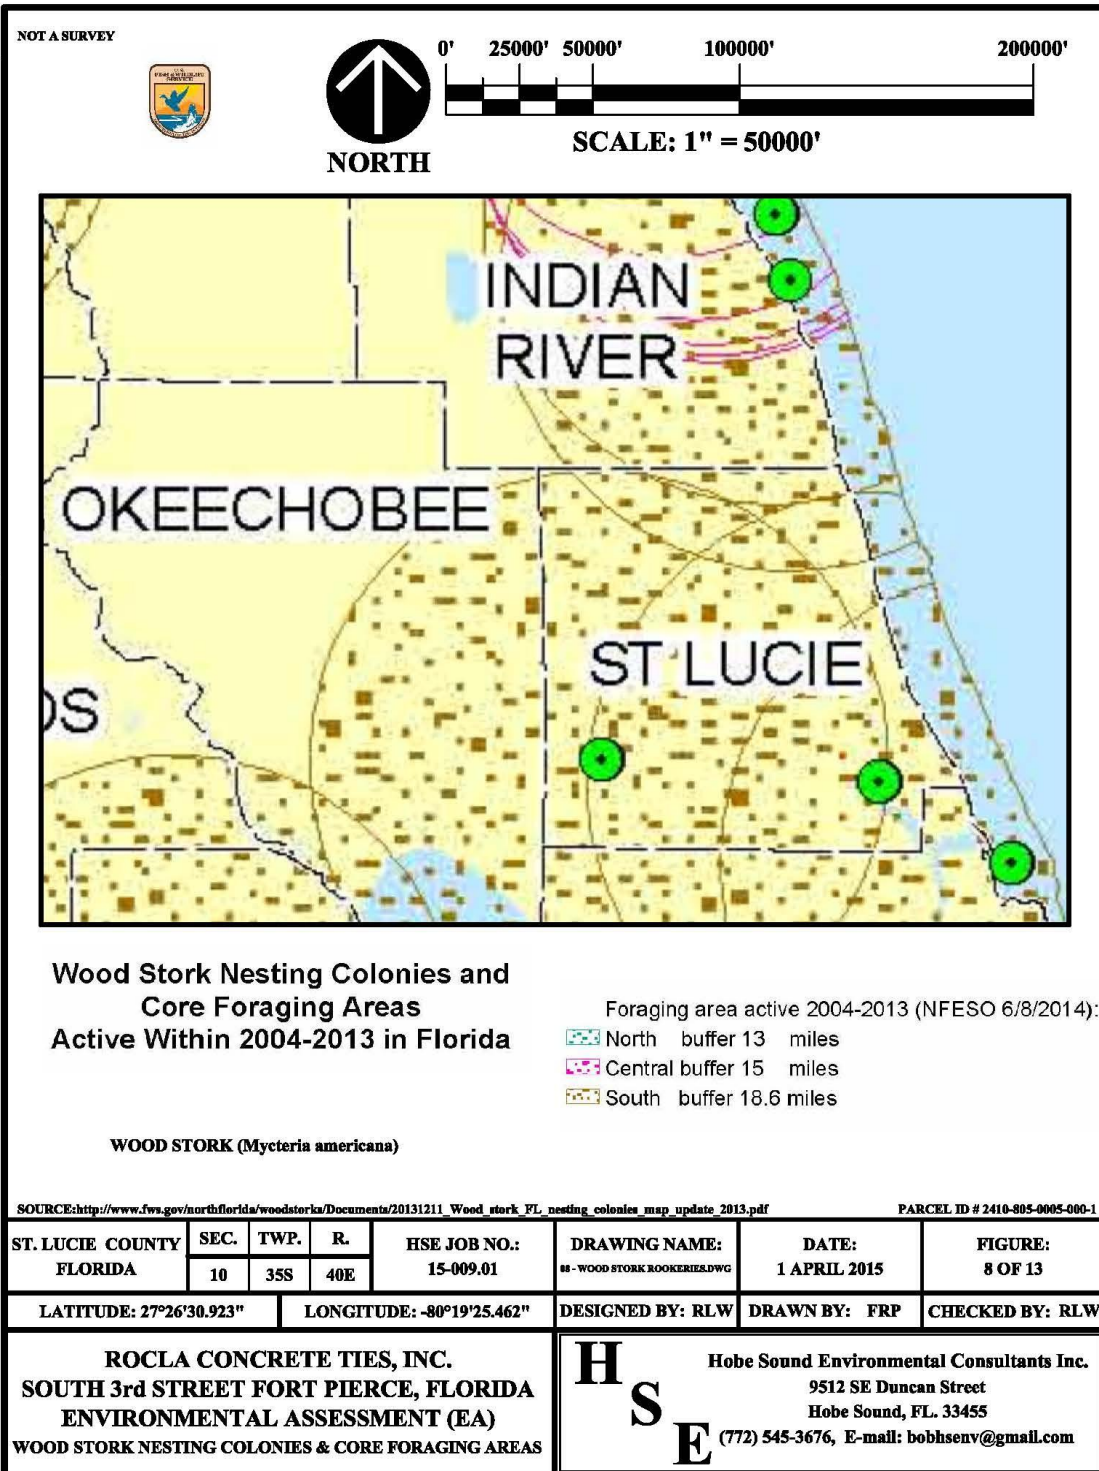 NOT A SURVEY
U.S.
FISH & WILDLIFE
SERVICE
NORTH
0' 25000' 50000' 100000' 200000'
SCALE: 1" = 50000'
INDIAN
RIVER
OKEECHOBEE
ST LUCIE
DS
Wood Stork Nesting Colonies and
Core Foraging Areas
Active Within 2004-2013 in Florida
Foraging area active 2004-2013 (NFESO 6/8/2014):
North buffer 13 miles
Central buffer 15 miles
South buffer 18.6 miles
WOOD STORK (Mycteria americana)
SOURCE:http://www.fws.gov/northflorida/woodstorks/Documents/20131211_Wood_stork_FL_nesting_colonies_map_update_2013.pdf
PARCEL ID # 2410-805-0005-000-1
ST. LUCIE COUNTY
FLORIDA
SEC. TWP. R.
10 35S 40E
HSE JOB NO.:
15-009.01
DRAWING NAME:
08 - WOOD STORK ROOKERIES.DWG
DATE:
1 APRIL 2015
FIGURE:
8 OF 13
LATITUDE: 27°26'30.923"
LONGITUDE: -80°19'25.462"
DESIGNED BY: RLW
DRAWN BY: FRP
CHECKED BY: RLW
ROCLA CONCRETE TIES, INC.
SOUTH 3rd STREET FORT PIERCE, FLORIDA
ENVIRONMENTAL ASSESSMENT (EA)
WOOD STORK NESTING COLONIES & CORE FORAGING AREAS
HSE
Hobe Sound Environmental Consultants Inc.
9512 SE Duncan Street
Hobe Sound, FL. 33455
(772) 545-3676, E-mail: bobhsenv@gmail.com